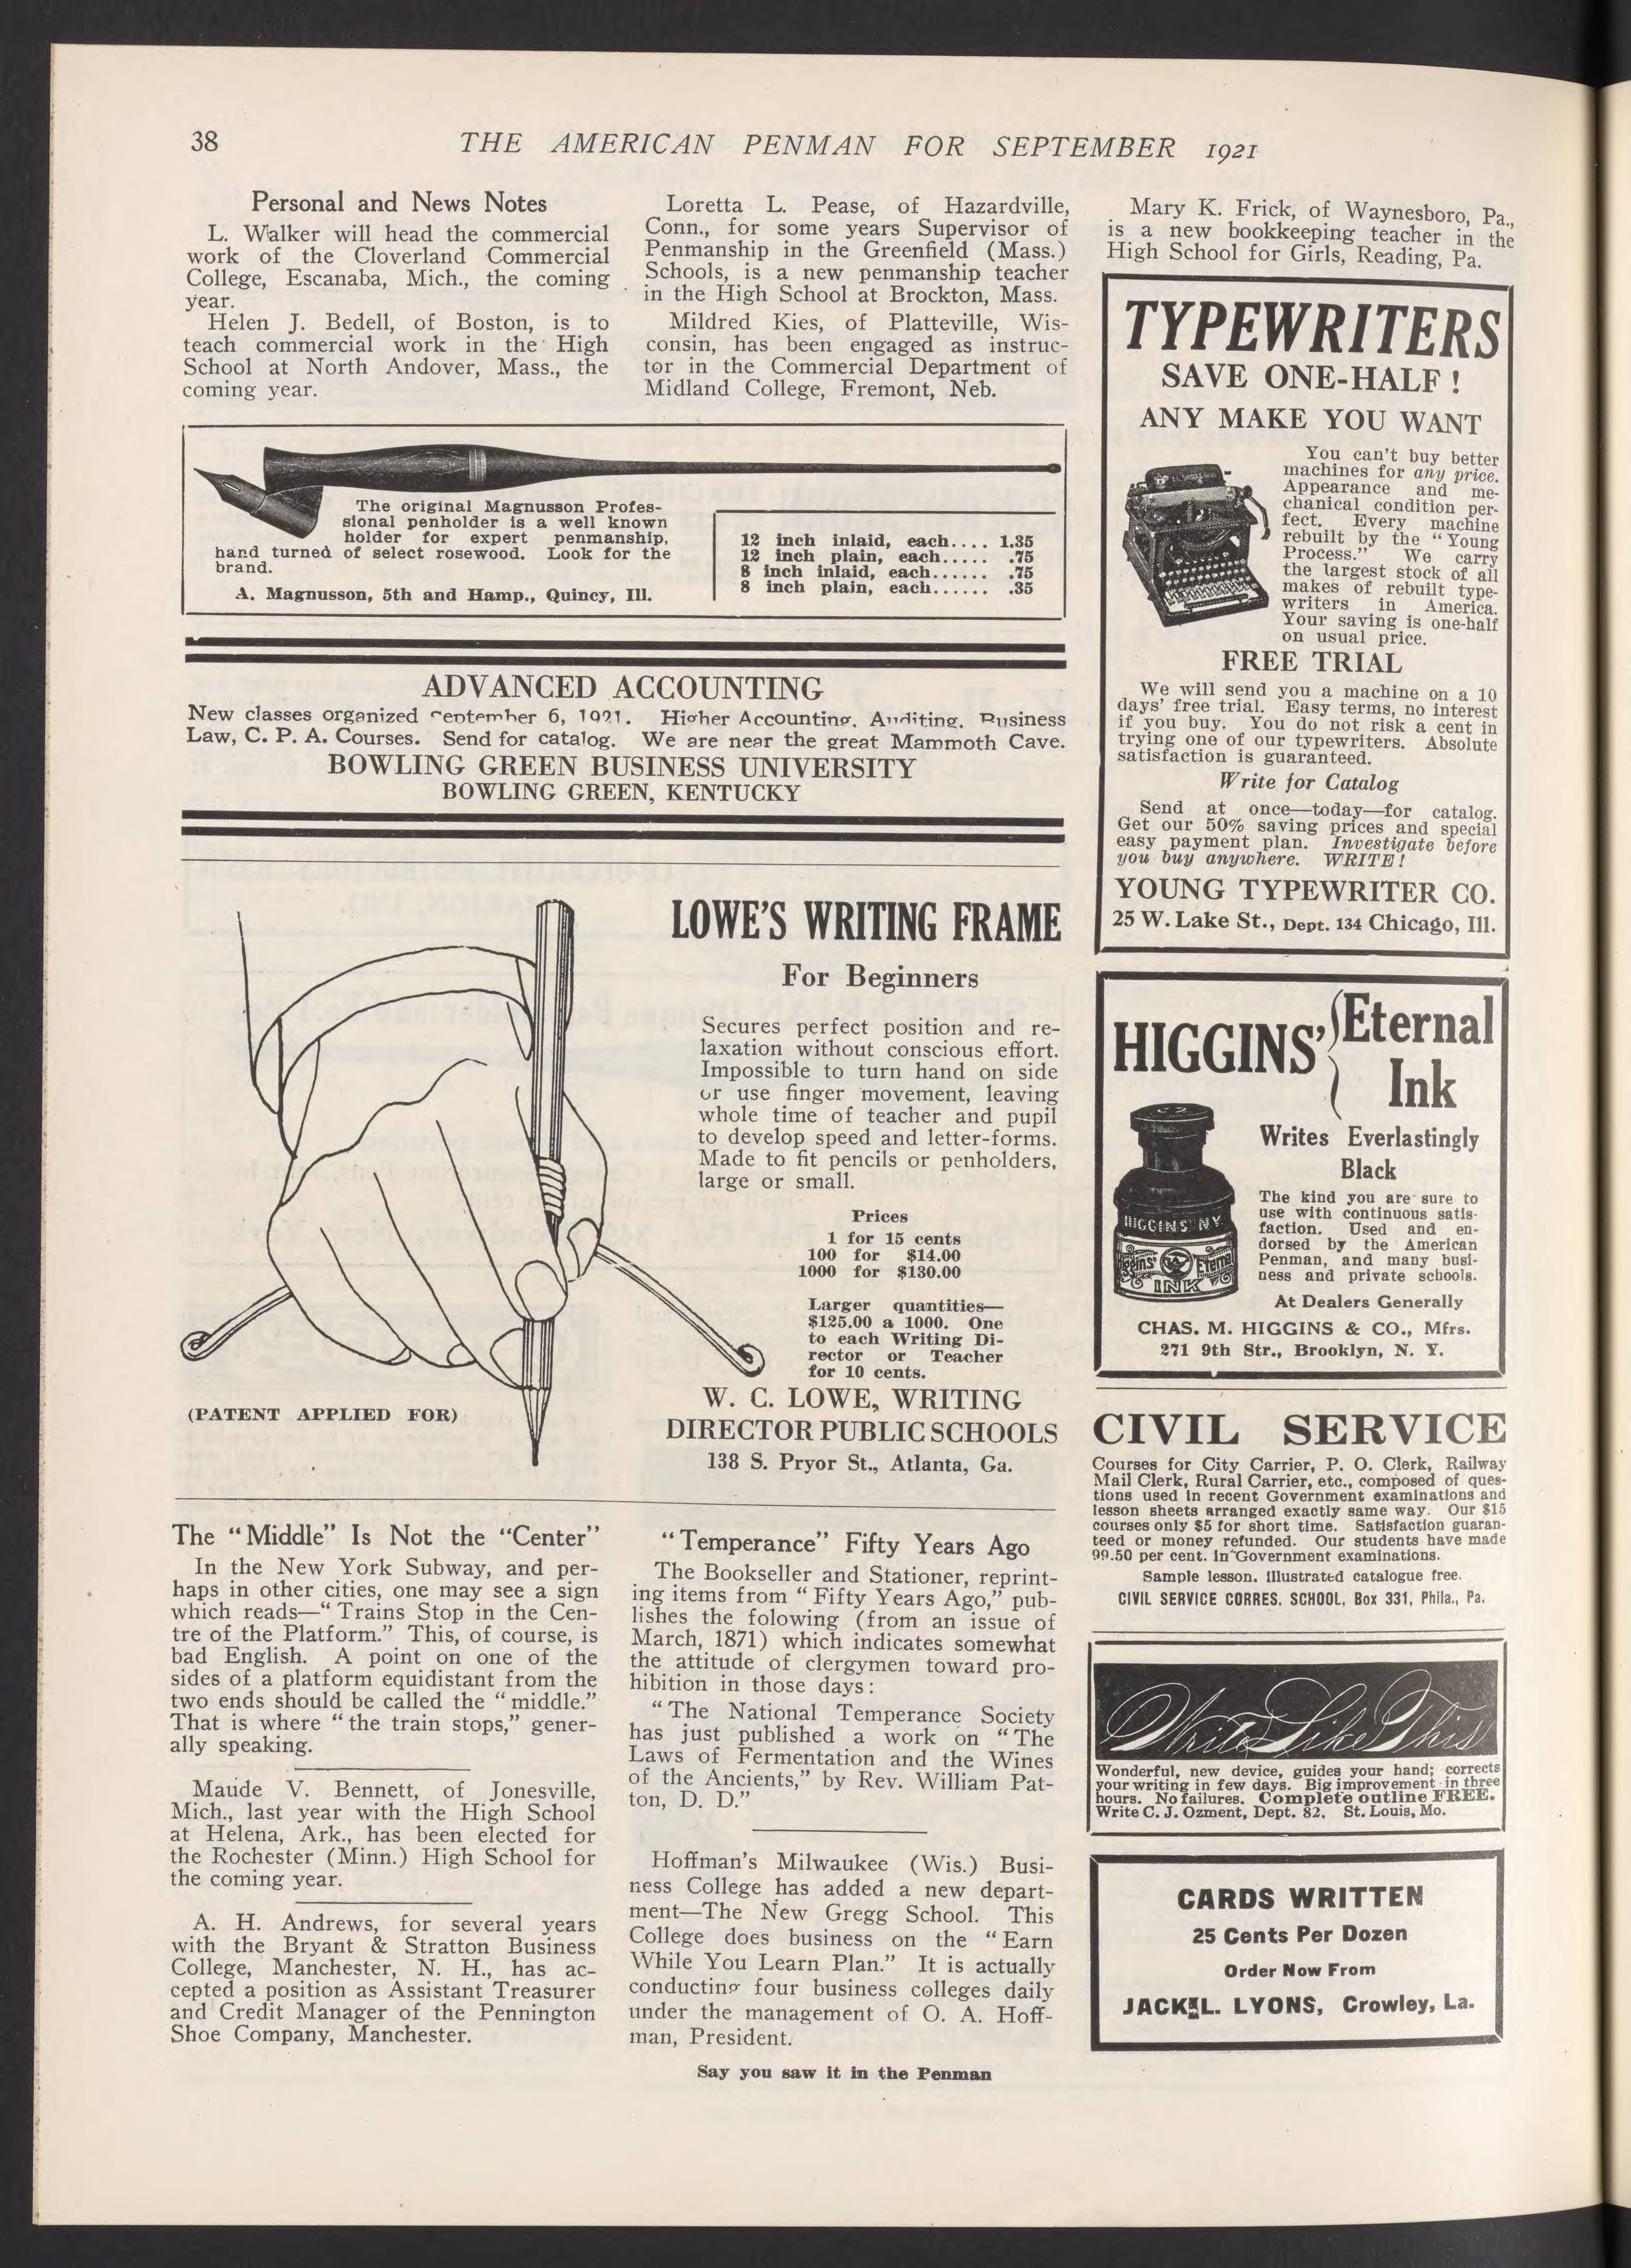 38
THE AMERICAN PENMAN FOR SEPTEMBER 1921
Personal and News Notes
L. Walker will head the commercial
work of the Cloverland Commercial
College, Escanaba, Mich., the coming
year.
Helen J. Bedell, of Boston, is to
teach commercial work in the High
School at North Andover, Mass., the
coming year.
Loretta L. Pease, of Hazardville,
Conn., for some years Supervisor of
Penmanship in the Greenfield (Mass.)
Schools, is a new penmanship teacher
in the High School at Brockton, Mass.
Mildred Kies, of Platteville, Wis-
consin, has been engaged as instruc-
tor in the Commercial Department of
Midland College, Fremont, Neb.
Mary K. Frick, of Waynesboro, Pa.,
is a new bookkeeping teacher in the
High School for Girls, Reading, Pa.
The original Magnusson Profes-
sional penholder is a well known
holder for expert penmanship,
hand turned of select rosewood. Look for the
brand.
A. Magnusson, 5th and Hamp., Quincy, Ill.
12 inch inlaid, each.... 1.35
12 inch plain, each..... .75
8 inch inlaid, each...... .75
8 inch plain, each...... .35
ADVANCED ACCOUNTING
New classes organized September 6, 1921. Higher Accounting, Auditing, Business
Law, C. P. A. Courses. Send for catalog. We are near the great Mammoth Cave.
BOWLING GREEN BUSINESS UNIVERSITY
BOWLING GREEN, KENTUCKY
LOWE'S WRITING FRAME
For Beginners
Secures perfect position and re-
laxation without conscious effort.
Impossible to turn hand on side
or use finger movement, leaving
whole time of teacher and pupil
to develop speed and letter-forms.
Made to fit pencils or penholders,
large or small.
Prices
1 for 15 cents
100 for $14.00
1000 for $130.00
Larger quantities—
$125.00 a 1000. One
to each Writing Di-
rector or Teacher
for 10 cents.
W. C. LOWE, WRITING
DIRECTOR PUBLIC SCHOOLS
138 S. Pryor St., Atlanta, Ga.
(PATENT APPLIED FOR)
The "Middle" Is Not the "Center"
In the New York Subway, and per-
haps in other cities, one may see a sign
which reads—"Trains Stop in the Cen-
tre of the Platform." This, of course, is
bad English. A point on one of the
sides of a platform equidistant from the
two ends should be called the "middle."
That is where "the train stops," gener-
ally speaking.
Maude V. Bennett, of Jonesville,
Mich., last year with the High School
at Helena, Ark., has been elected for
the Rochester (Minn.) High School for
the coming year.
A. H. Andrews, for several years
with the Bryant & Stratton Business
College, Manchester, N. H., has ac-
cepted a position as Assistant Treasurer
and Credit Manager of the Pennington
Shoe Company, Manchester.
"Temperance" Fifty Years Ago
The Bookseller and Stationer, reprint-
ing items from "Fifty Years Ago," pub-
lishes the folowing (from an issue of
March, 1871) which indicates somewhat
the attitude of clergymen toward pro-
hibition in those days:
"The National Temperance Society
has just published a work on "The
Laws of Fermentation and the Wines
of the Ancients," by Rev. William Pat-
ton, D. D."
Hoffman's Milwaukee (Wis.) Busi-
ness College has added a new depart-
ment—The New Gregg School. This
College does business on the "Earn
While You Learn Plan." It is actually
conducting four business colleges daily
under the management of O. A. Hoff-
man, President.
Say you saw it in the Penman
TYPEWRITERS
SAVE ONE-HALF!
ANY MAKE YOU WANT
You can't buy better
machines for any price.
Appearance and me-
chanical condition per-
fect. Every machine
rebuilt by the "Young
Process." We carry
the largest stock of all
makes of rebuilt type-
writers in America.
Your saving is one-half
on usual price.
FREE TRIAL
We will send you a machine on a 10
days' free trial. Easy terms, no interest
if you buy. You do not risk a cent in
trying one of our typewriters. Absolute
satisfaction is guaranteed.
Write for Catalog
Send at once—today—for catalog.
Get our 50% saving prices and special
easy payment plan. Investigate before
you buy anywhere. WRITE!
YOUNG TYPEWRITER CO.
25 W. Lake St., Dept. 134 Chicago, Ill.
HIGGINS' Eternal
Ink
Writes Everlastingly
Black
HIGGINS' N.Y.
Higgins' Eternal
INK
The kind you are sure to
use with continuous satis-
faction. Used and en-
dorsed by the American
Penman, and many busi-
ness and private schools.
At Dealers Generally
CHAS. M. HIGGINS & CO., Mfrs.
271 9th Str., Brooklyn, N. Y.
CIVIL SERVICE
Courses for City Carrier, P. O. Clerk, Railway
Mail Clerk, Rural Carrier, etc., composed of ques-
tions used in recent Government examinations and
lesson sheets arranged exactly same way. Our $15
courses only $5 for short time. Satisfaction guaran-
teed or money refunded. Our students have made
99.50 per cent. in Government examinations.
Sample lesson. illustrated catalogue free.
CIVIL SERVICE CORRES. SCHOOL, Box 331, Phila., Pa.
Write Like This
Wonderful, new device, guides your hand; corrects
your writing in few days. Big improvement in three
hours. No failures. Complete outline FREE.
Write C. J. Ozment, Dept. 82, St. Louis, Mo.
CARDS WRITTEN
25 Cents Per Dozen
Order Now From
JACK L. LYONS, Crowley, La.